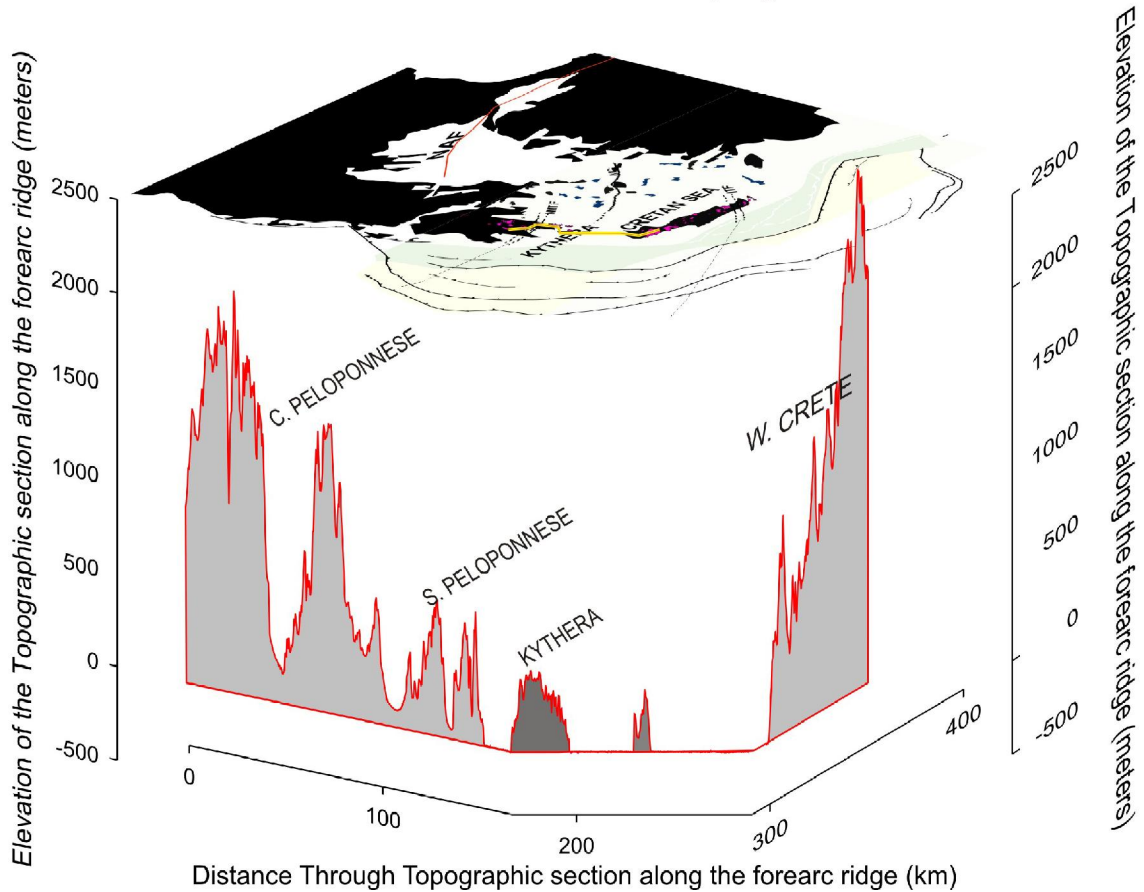 Elevation of the Topographic section along the forearc ridge (meters)
Elevation of the Topographic section along the forearc ridge (meters)
2500
2000
1500
1000
500
0
-500
2500
2000
1500
1000
500
0
-500
NAF
KYTHERA
CRETAN SEA
C. PELOPONNESE
S. PELOPONNESE
KYTHERA
W. CRETE
0
100
200
300
400
Distance Through Topographic section along the forearc ridge (km)